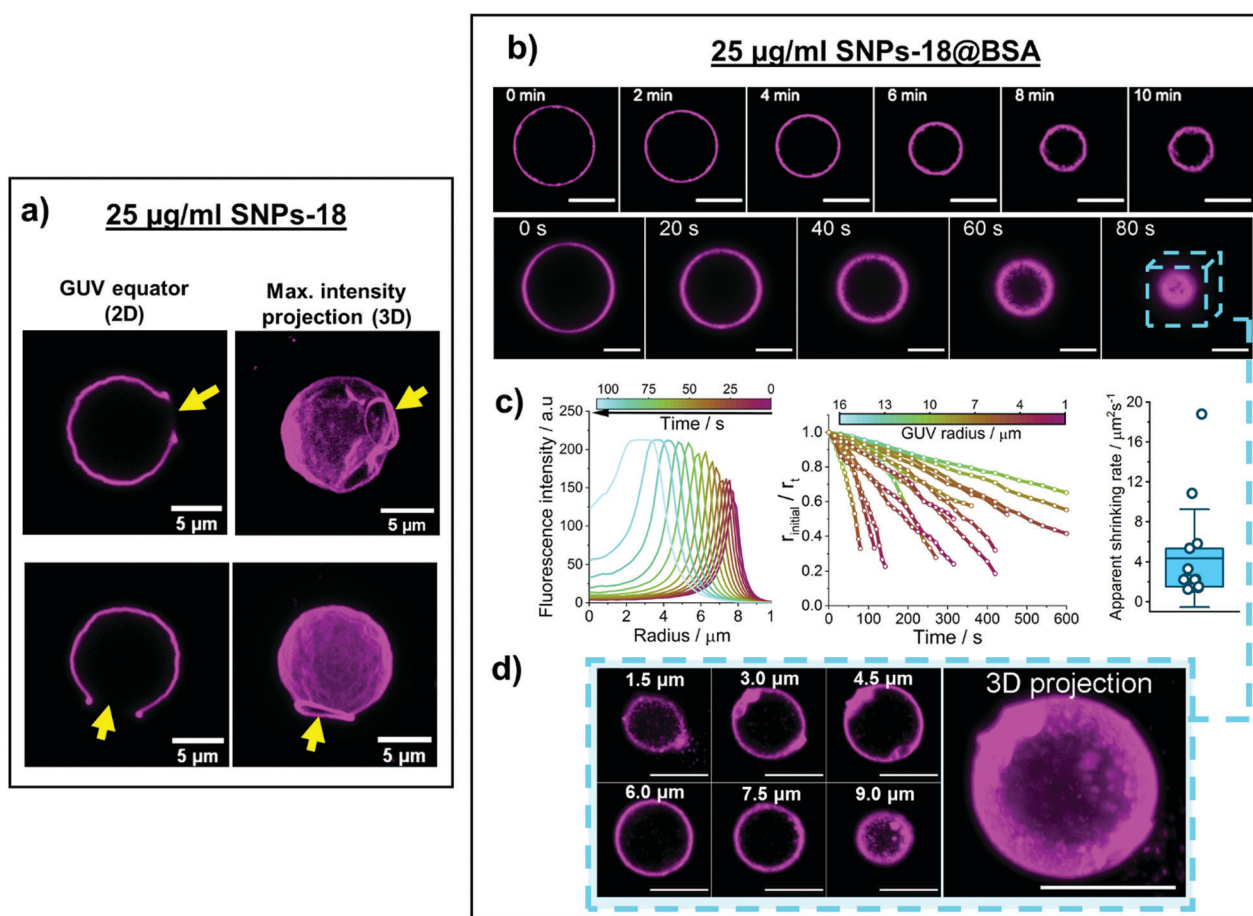 a)
25 µg/ml SNPs-18
GUV equator
(2D)
Max. intensity
projection (3D)
5 µm
5 µm
5 µm
5 µm
b)
25 µg/ml SNPs-18@BSA
0 min
2 min
4 min
6 min
8 min
10 min
0 s
20 s
40 s
60 s
80 s
c)
100 75 50 25 0
Time / s
Fluorescence intensity / a.u
250
200
150
100
50
0
0 2 4 6 8 1
Radius / µm
16 13 10 7 4 1
GUV radius / µm
r_initial / r_t
1.0
0.8
0.6
0.4
0.2
0.0
0 100 200 300 400 500 600
Time / s
Apparent shrinking rate / µm²s⁻¹
20
16
12
8
4
0
d)
1.5 µm
3.0 µm
4.5 µm
6.0 µm
7.5 µm
9.0 µm
3D projection